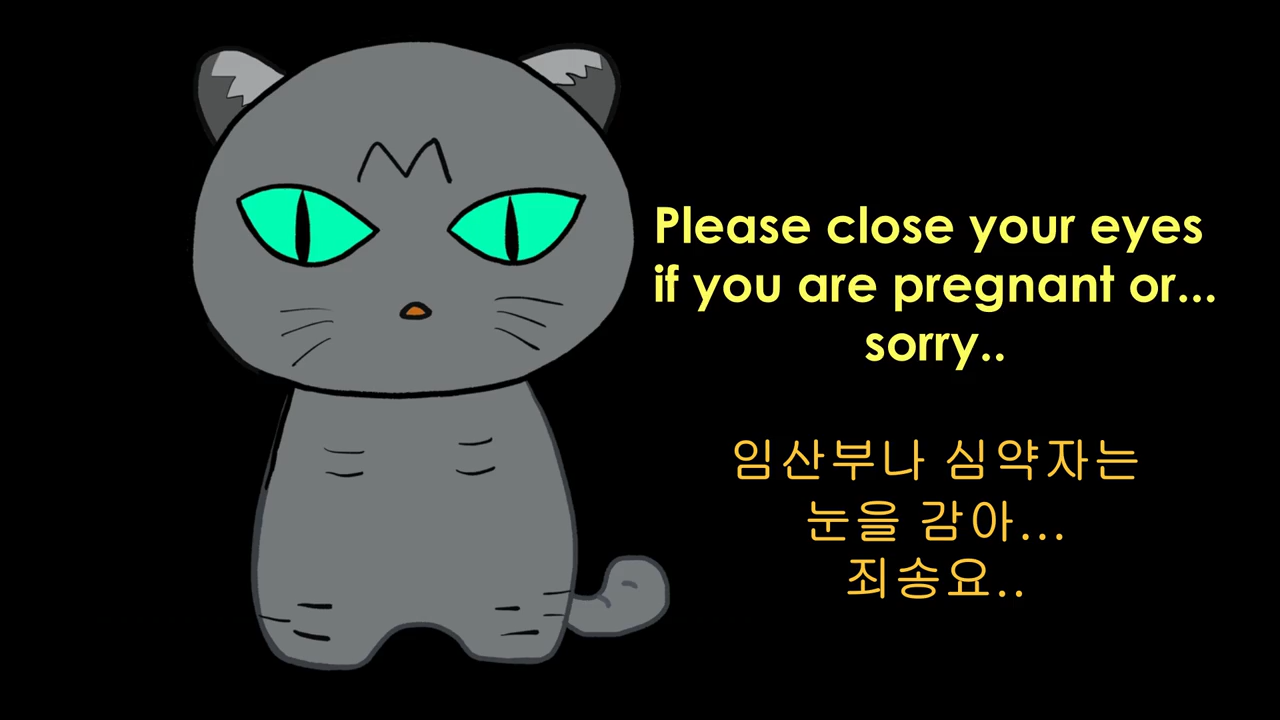 Please close your eyes
if you are pregnant or...
sorry..
임산부나 심약자는
눈을 감아...
죄송요..